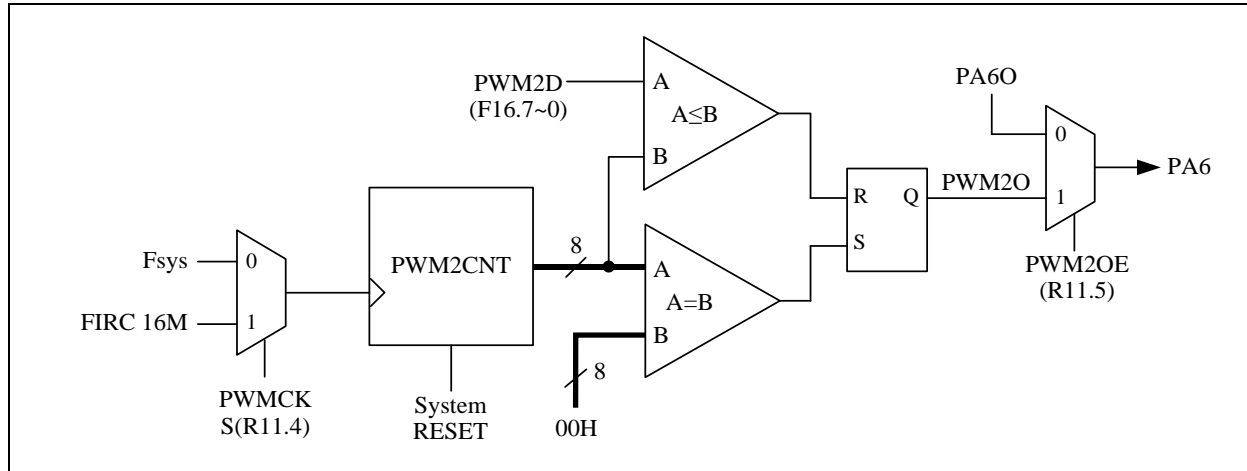 PWM2D
(F16.7~0)
A
A≤B
B
PA6O
0
1
PA6
PWM2O
R
Q
S
PWM2OE
(R11.5)
Fsys
0
FIRC 16M
1
PWMCK
S(R11.4)
PWM2CNT
System
RESET
8
A
A=B
B
8
00H